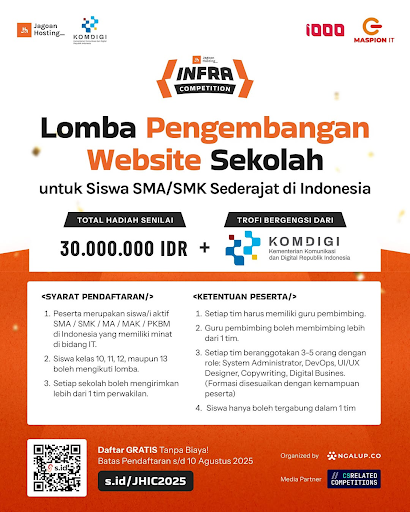 Jagoan
Hosting
KOMDIGI
i000
MASPION IT
Jagoan
Hosting
INFRA
COMPETITION
Lomba Pengembangan
Website Sekolah
untuk Siswa SMA/SMK Sederajat di Indonesia
TOTAL HADIAH SENILAI
30.000.000 IDR
+
TROFI BERGENGSI DARI
KOMDIGI
Kementerian Komunikasi
dan Digital Republik Indonesia
<SYARAT PENDAFTARAN/>
1. Peserta merupakan siswa/i aktif
SMA / SMK / MA / MAK / PKBM
di Indonesia yang memiliki minat
di bidang IT.
2. Siswa kelas 10, 11, 12, maupun 13
boleh mengikuti lomba.
3. Setiap sekolah boleh mengirimkan
lebih dari 1 tim perwakilan.
<KETENTUAN PESERTA/>
1. Setiap tim harus memiliki guru pembimbing.
2. Guru pembimbing boleh membimbing lebih
dari 1 tim.
3. Setiap tim beranggotakan 3-5 orang dengan
role: System Administrator, DevOps, UI/UX
Designer, Copywriting, Digital Busines.
(Formasi disesuaikan dengan kemampuan
peserta)
4. Siswa hanya boleh tergabung dalam 1 tim
s.id
Daftar GRATIS Tanpa Biaya!
Batas Pendaftaran s/d 10 Agustus 2025
s.id/JHIC2025
Organized by
NGALUP.CO
Media Partner
// CSRELATED
COMPETITIONS